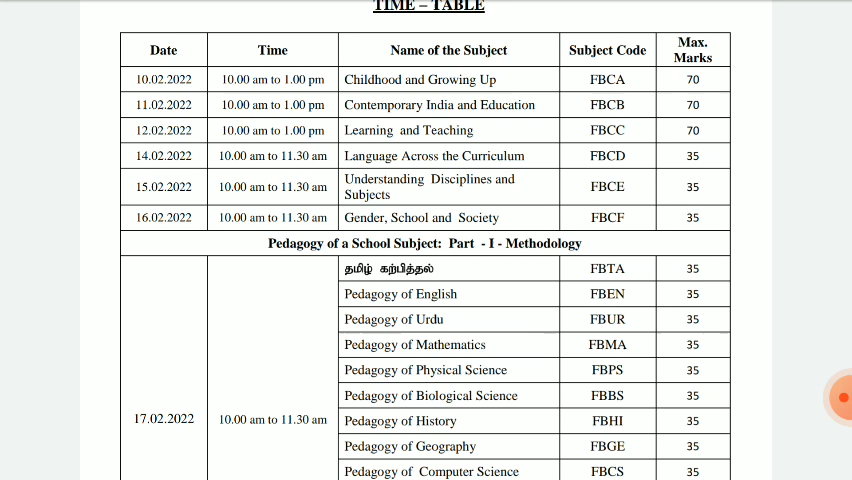 TIME – TABLE
Date Time Name of the Subject Subject Code Max. Marks
10.02.2022 10.00 am to 1.00 pm Childhood and Growing Up FBCA 70
11.02.2022 10.00 am to 1.00 pm Contemporary India and Education FBCB 70
12.02.2022 10.00 am to 1.00 pm Learning and Teaching FBCC 70
14.02.2022 10.00 am to 11.30 am Language Across the Curriculum FBCD 35
15.02.2022 10.00 am to 11.30 am Understanding Disciplines and Subjects FBCE 35
16.02.2022 10.00 am to 11.30 am Gender, School and Society FBCF 35
Pedagogy of a School Subject: Part - I - Methodology
தமிழ் கற்பித்தல் FBTA 35
Pedagogy of English FBEN 35
Pedagogy of Urdu FBUR 35
Pedagogy of Mathematics FBMA 35
Pedagogy of Physical Science FBPS 35
Pedagogy of Biological Science FBBS 35
17.02.2022 10.00 am to 11.30 am Pedagogy of History FBHI 35
Pedagogy of Geography FBGE 35
Pedagogy of Computer Science FBCS 35